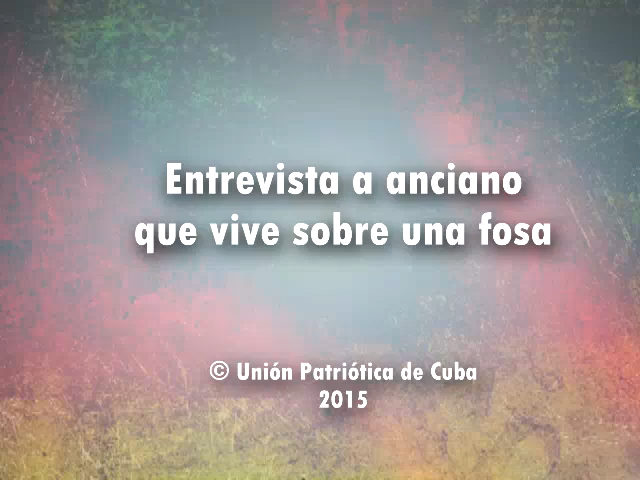 Entrevista a anciano
que vive sobre una fosa
© Unión Patriótica de Cuba
2015